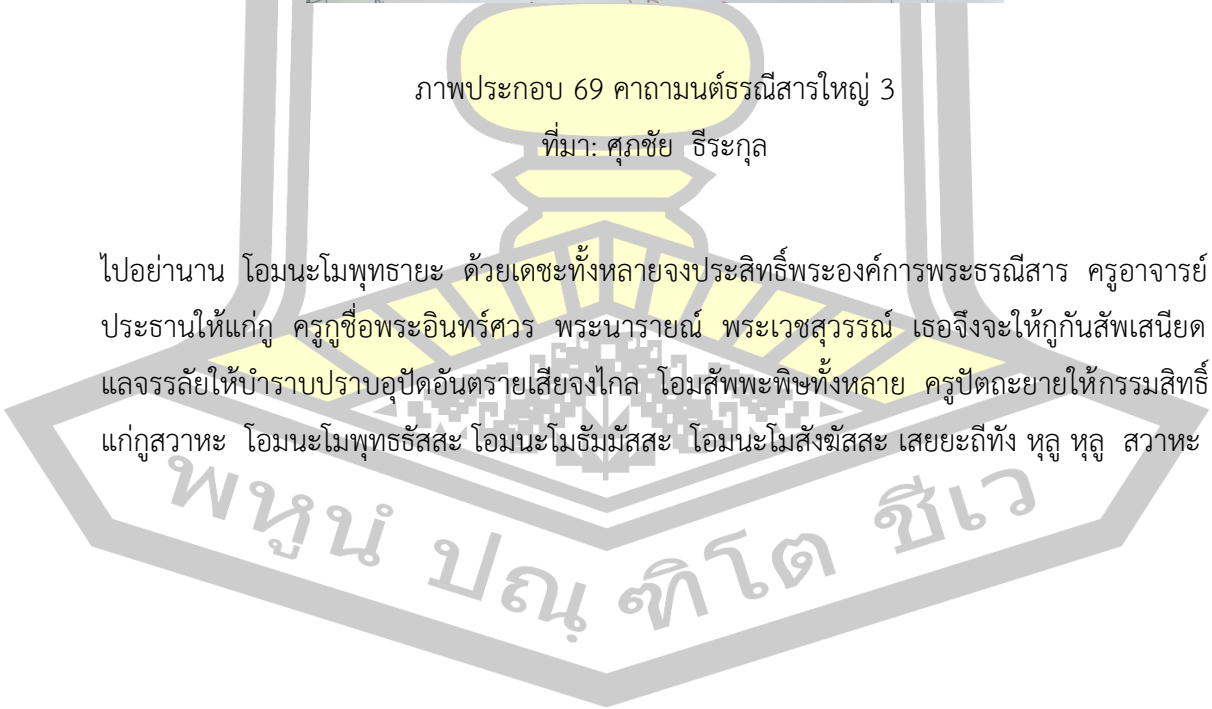 ภาพประกอบ 69 คาถามนต์ธรณีสารใหญ่ 3
ที่มา: ศุภชัย ธีระกุล
ไปอย่านาน โอมนะโมพุทธายะ ด้วยเดชะทั้งหลายจงประสิทธิ์พระองค์การพระธรณีสาร ครูอาจารย์
ประธานให้แก่กู ครูกูชื่อพระอินทร์ศวร พระนารายณ์ พระเวชสุวรรณ์ เธอจึงจะให้กูกันสัพเสนียด
แลจรรลัยให้บำราบปราบอุปัดอันตรายเสียจงไกล โอมสัพพะพิษทั้งหลาย ครูปัตถะยายให้กรรมสิทธิ์
แก่กูสวาหะ โอมนะโมพุทธธัสสะ โอมนะโมธัมมัสสะ โอมนะโมสังฆัสสะ เสยยะถีทัง หุลู หุลู สวาหะ
พหูนํ ปณฺฑิโต ชีเว